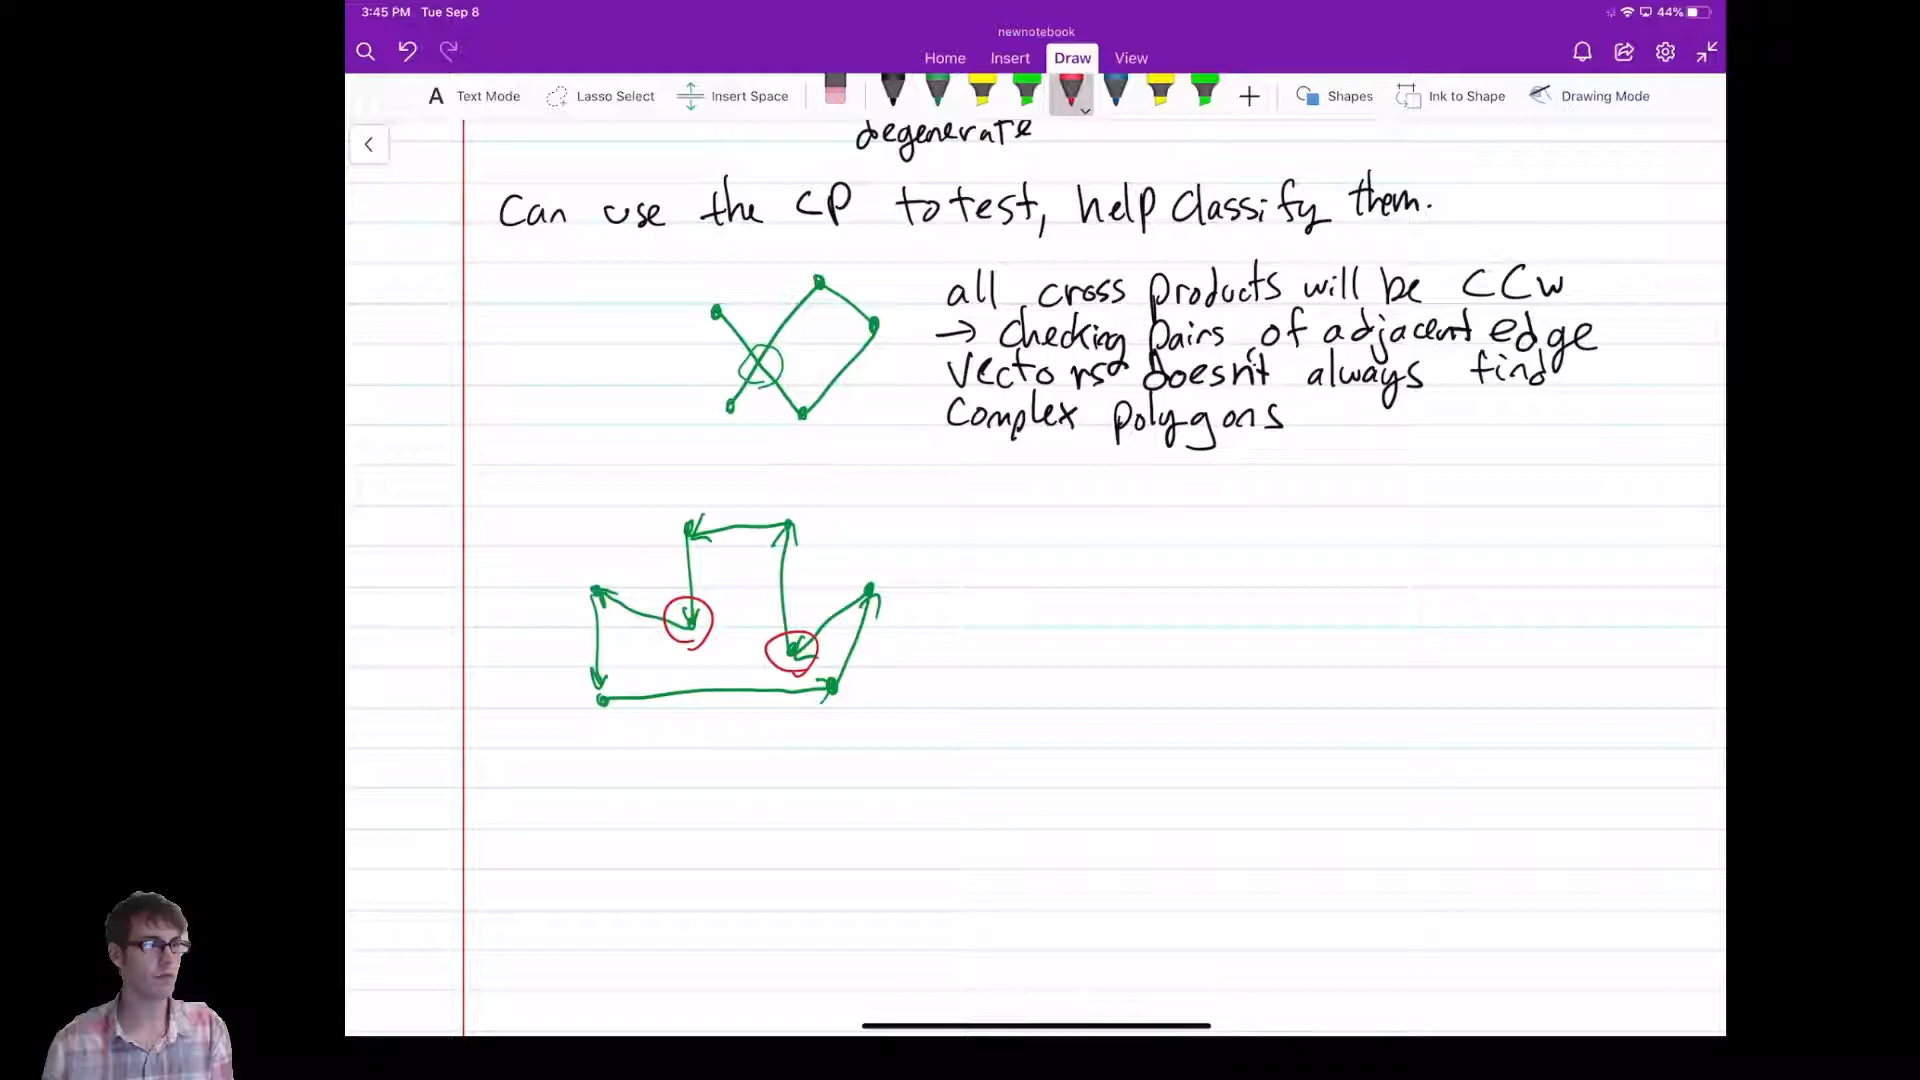 3:45 PM Tue Sep 8
44%
newnotebook
Home Insert Draw View
A Text Mode Lasso Select Insert Space Shapes Ink to Shape Drawing Mode
degenerate
Can use the CP to test, help classify them.
all cross products will be CCW
→ checking pairs of adjacent edge
vectors doesn't always find
complex polygons